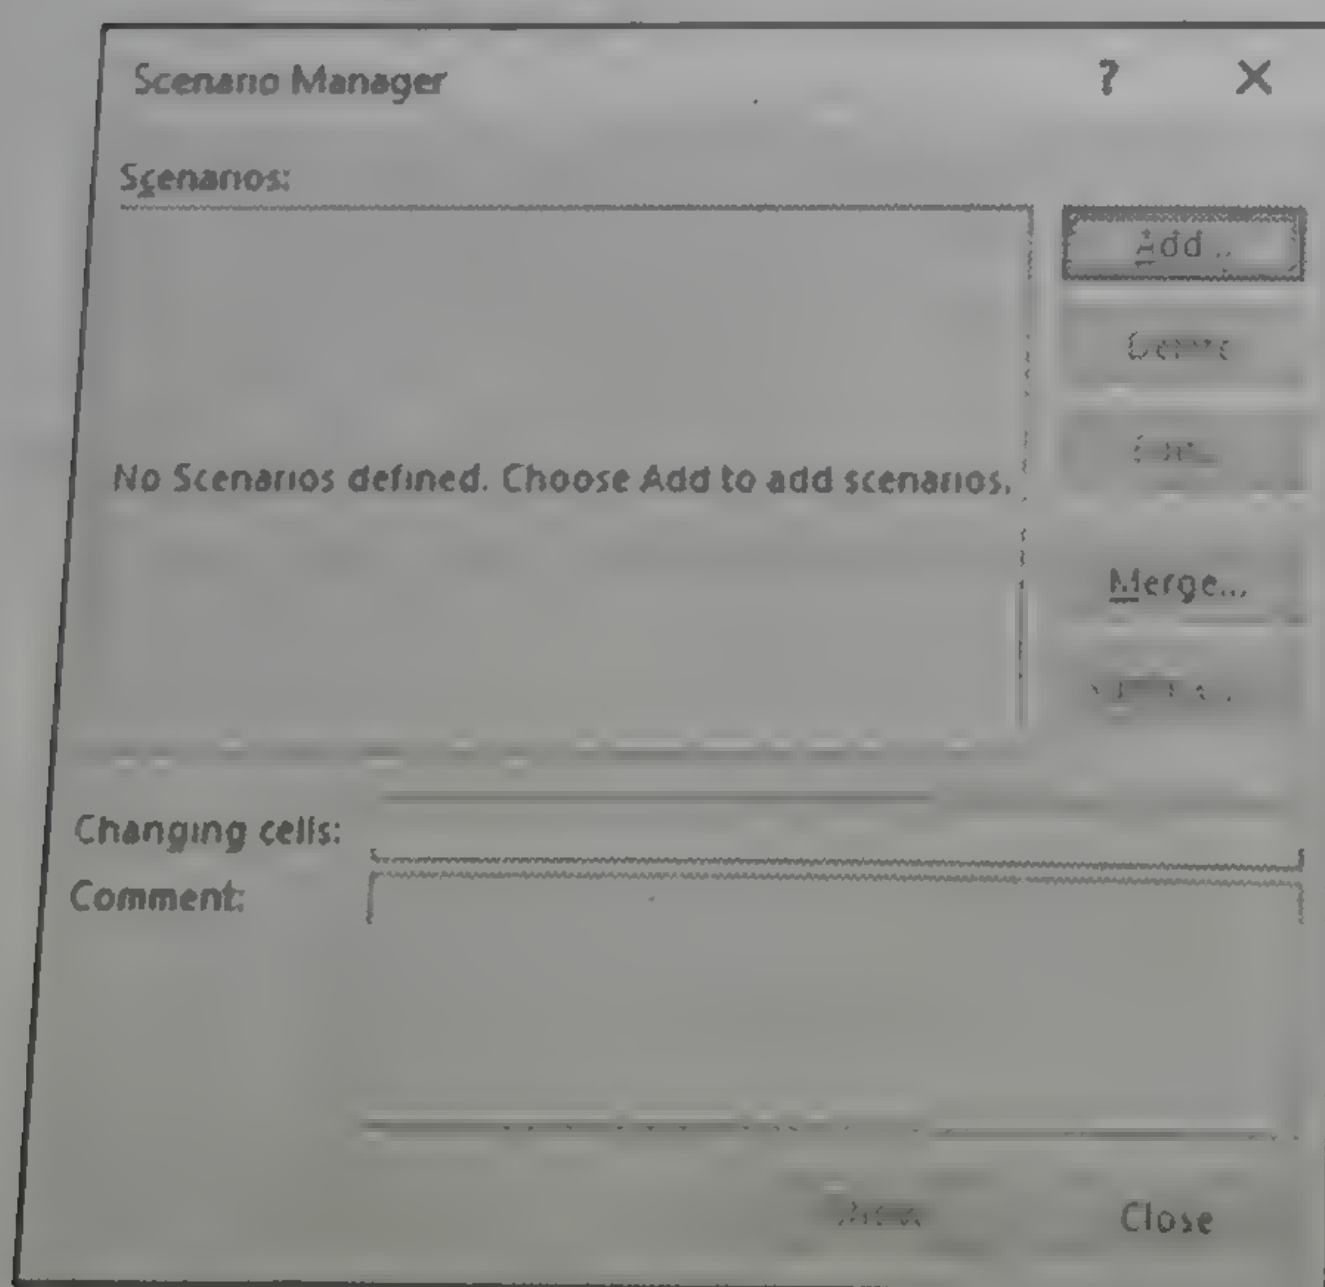 Scenario Manager ? X
Scenarios:
Add...
No Scenarios defined. Choose Add to add scenarios.
Merge...
Changing cells:
Comment:
Close